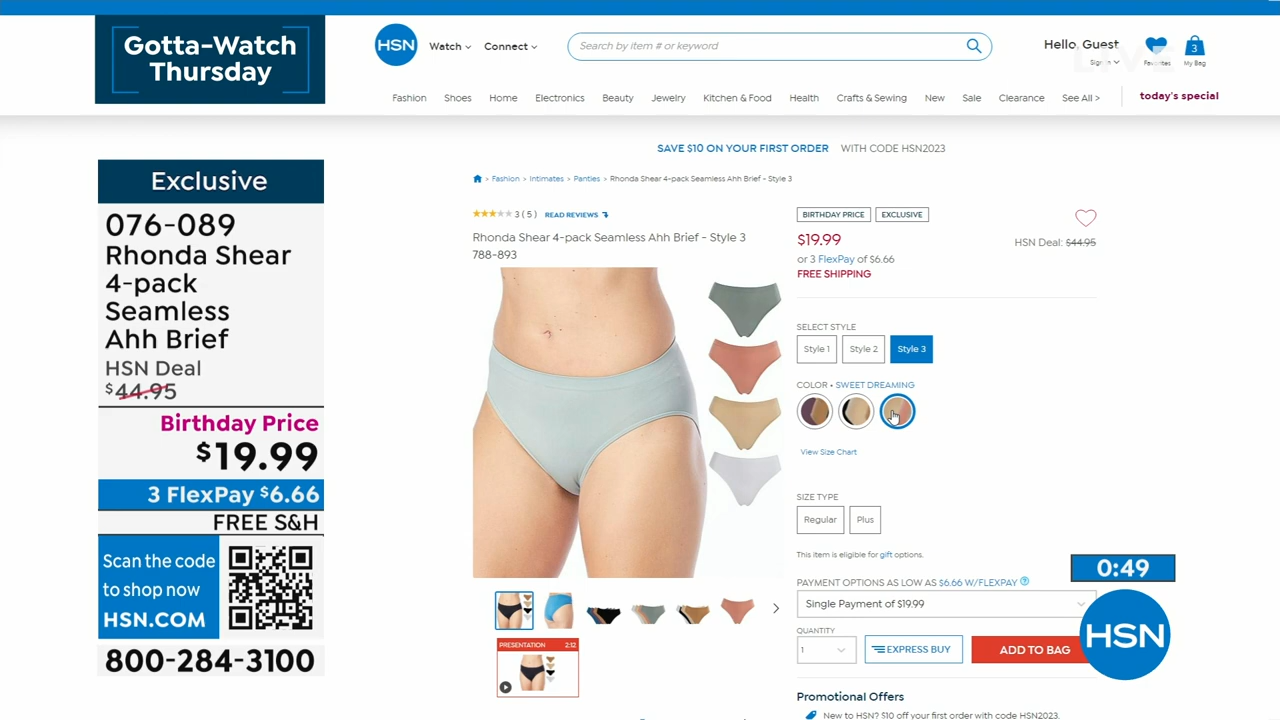 Gotta-Watch
Thursday
HSN
Watch
Connect
Search by item # or keyword
Hello, Guest
Favorites
3
My Bag
Fashion
Shoes
Home
Electronics
Beauty
Jewelry
Kitchen & Food
Health
Crafts & Sewing
New
Sale
Clearance
See All >
today's special
SAVE $10 ON YOUR FIRST ORDER WITH CODE HSN2023
> Fashion > Intimates > Panties > Rhonda Shear 4-pack Seamless Ahh Brief - Style 3
Exclusive
076-089
Rhonda Shear
4-pack
Seamless
Ahh Brief
HSN Deal
$44.95
Birthday Price
$19.99
3 FlexPay $6.66
FREE S&H
Scan the code
to shop now
HSN.COM
800-284-3100
3 ( 5 ) READ REVIEWS
Rhonda Shear 4-pack Seamless Ahh Brief - Style 3
788-893
BIRTHDAY PRICE
EXCLUSIVE
$19.99
HSN Deal: $44.95
or 3 FlexPay of $6.66
FREE SHIPPING
SELECT STYLE
Style 1
Style 2
Style 3
COLOR • SWEET DREAMING
View Size Chart
SIZE TYPE
Regular
Plus
This item is eligible for gift options.
0:49
PAYMENT OPTIONS AS LOW AS $6.66 W/FLEXPAY
Single Payment of $19.99
QUANTITY
1
EXPRESS BUY
ADD TO BAG
HSN
PRESENTATION 2:12
Promotional Offers
New to HSN? $10 off your first order with code HSN2023.